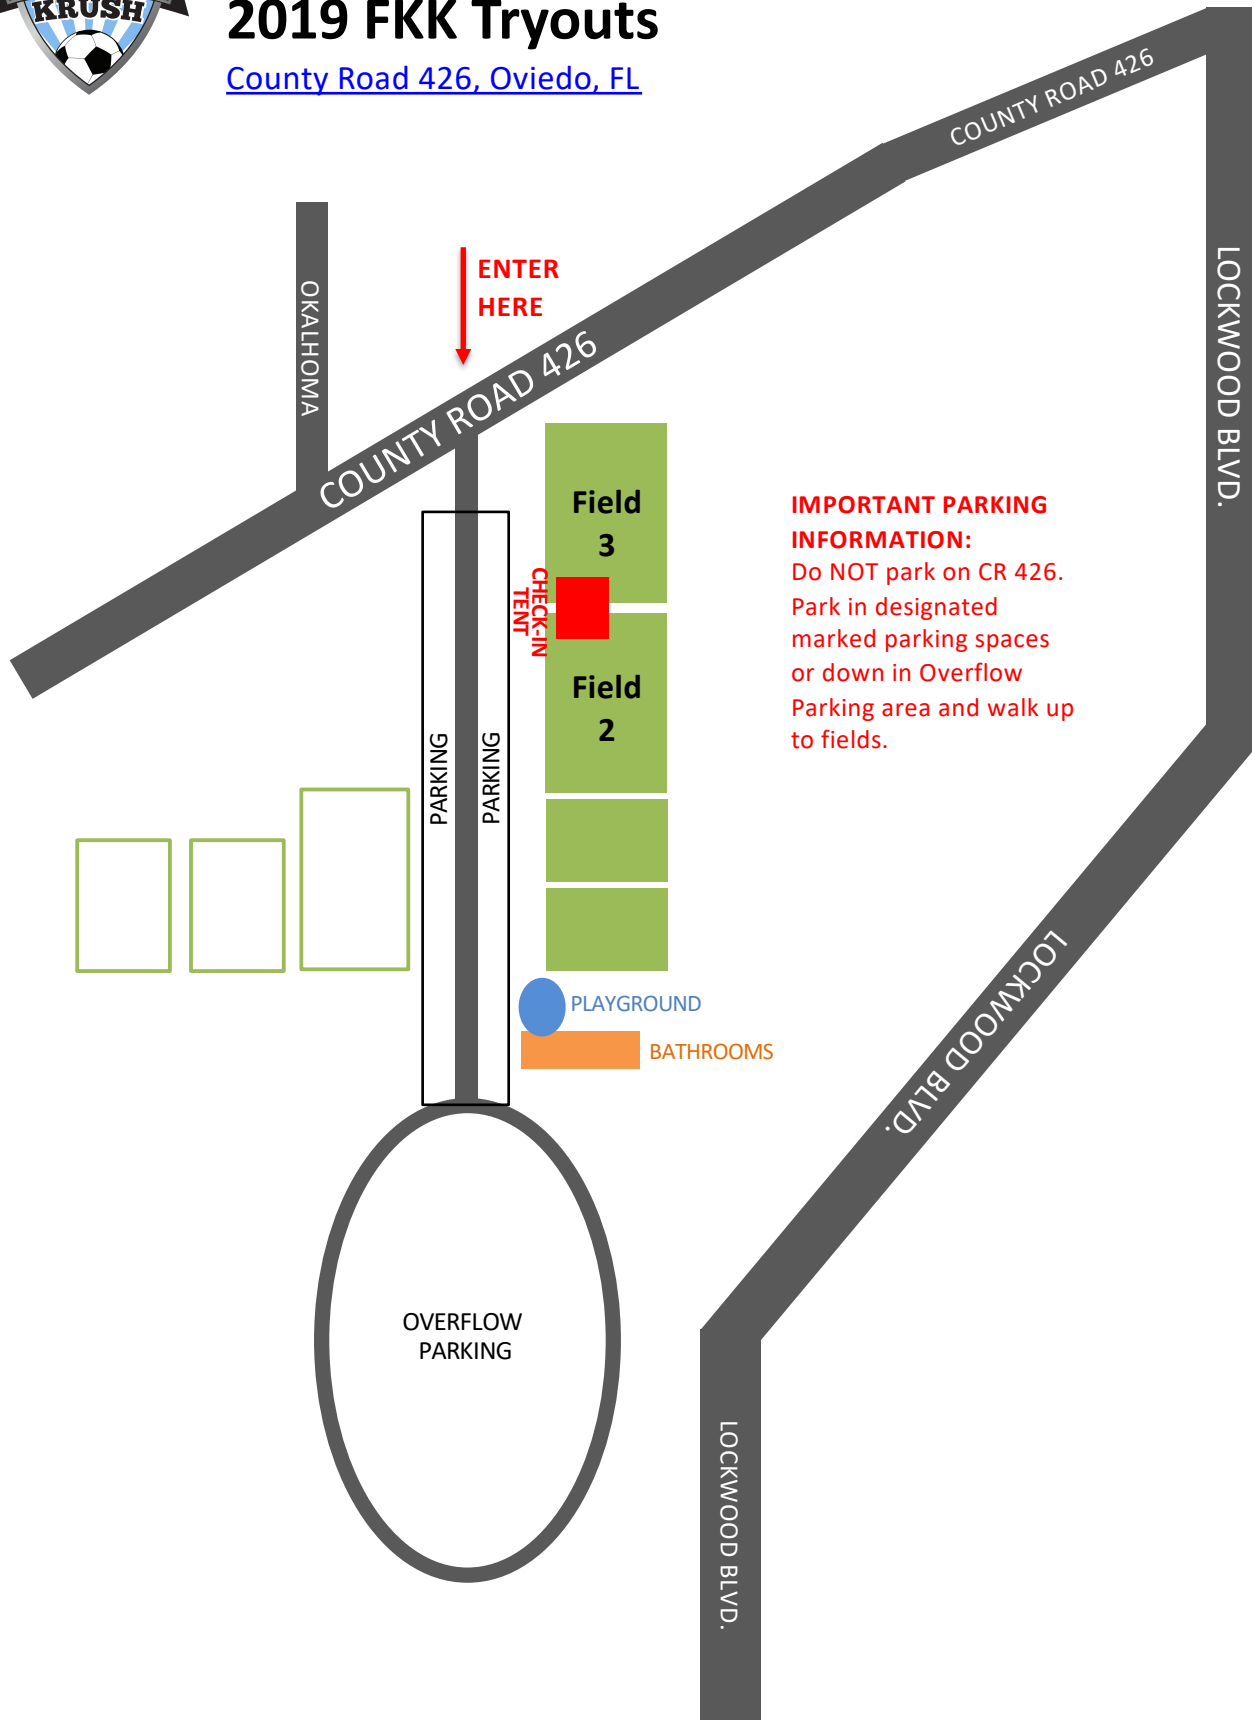 KRUSH
2019 FKK Tryouts
County Road 426, Oviedo, FL
COUNTY ROAD 426
OKALHOMA
ENTER
HERE
COUNTY ROAD 426
LOCKWOOD BLVD.
Field
3
CHECK-IN
TENT
Field
2
IMPORTANT PARKING
INFORMATION:
Do NOT park on CR 426.
Park in designated
marked parking spaces
or down in Overflow
Parking area and walk up
to fields.
PARKING
PARKING
PLAYGROUND
BATHROOMS
LOCKWOOD BLVD.
OVERFLOW
PARKING
LOCKWOOD BLVD.